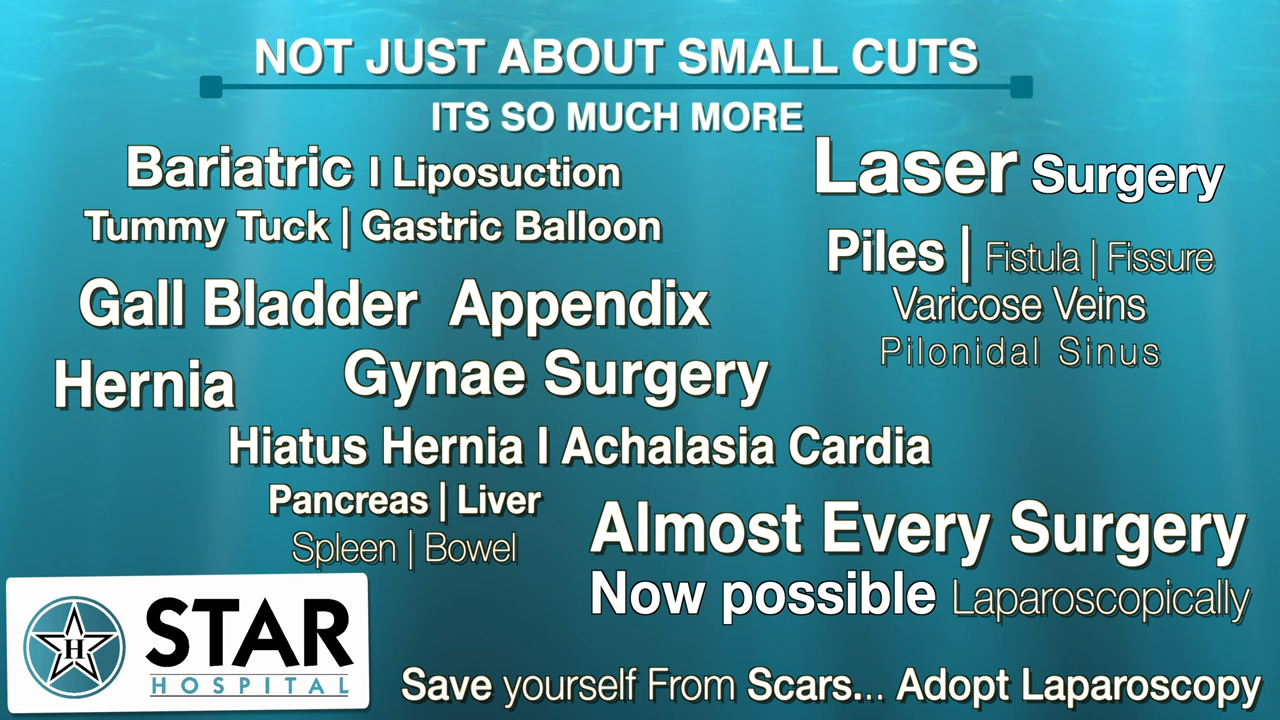 NOT JUST ABOUT SMALL CUTS
ITS SO MUCH MORE
Bariatric | Liposuction
Tummy Tuck | Gastric Balloon
Gall Bladder Appendix
Hernia
Gynae Surgery
Hiatus Hernia | Achalasia Cardia
Pancreas | Liver
Spleen | Bowel
Laser Surgery
Piles | Fistula | Fissure
Varicose Veins
Pilonidal Sinus
Almost Every Surgery
Now possible Laparoscopically
H
STAR
HOSPITAL
Save yourself From Scars... Adopt Laparoscopy